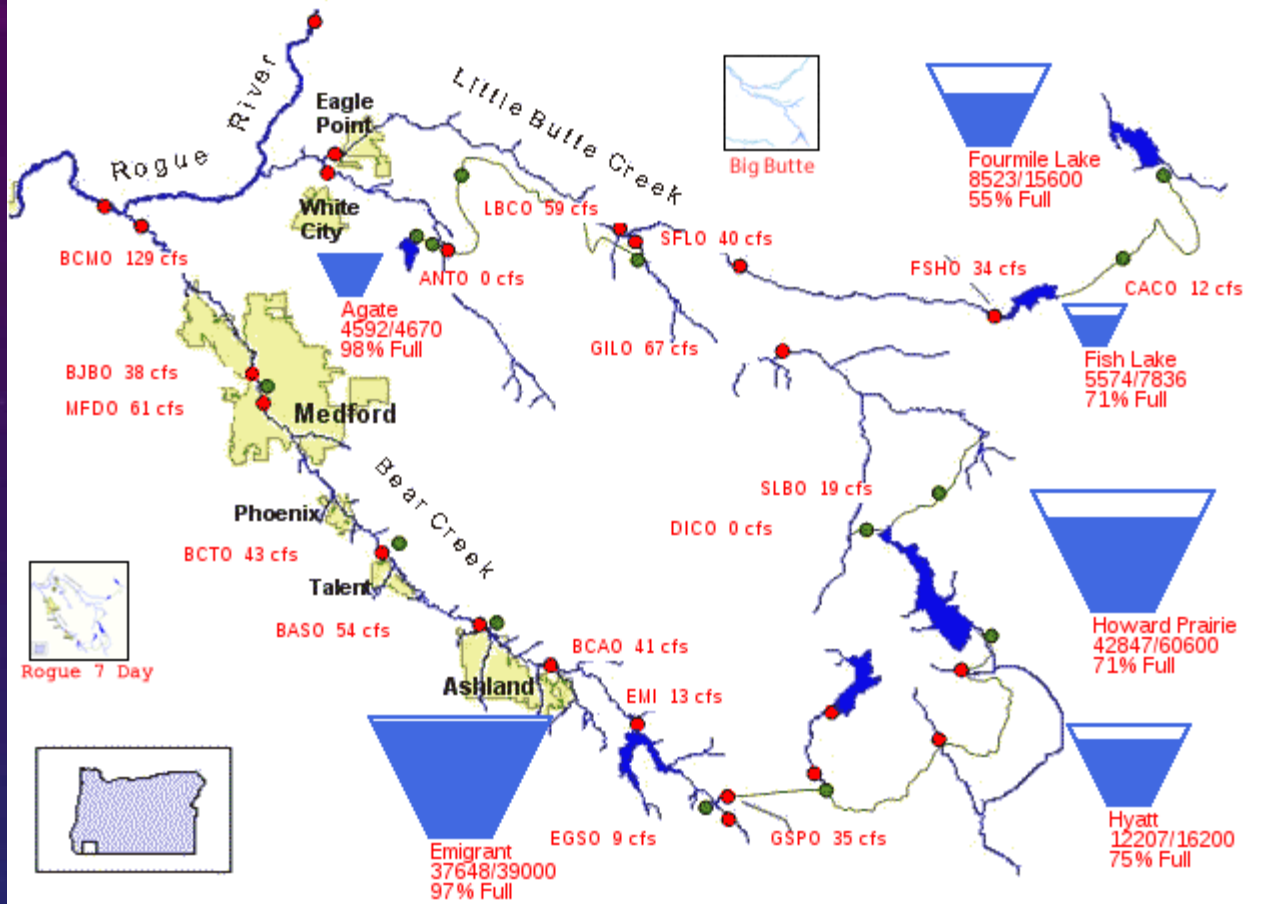 Rogue River
Eagle
Point
Little Butte Creek
Big Butte
Fourmile Lake
8523/15600
55% Full
White
City
LBCO 59 cfs
SFLO 40 cfs
BCMO 129 cfs
ANTO 0 cfs
FSHO 34 cfs
CACO 12 cfs
Agate
4592/4670
98% Full
GILO 67 cfs
Fish Lake
5574/7836
71% Full
BJBO 38 cfs
MFDO 61 cfs
Medford
Bear Creek
SLBO 19 cfs
DICO 0 cfs
Phoenix
BCTO 43 cfs
Talent
BASO 54 cfs
Howard Prairie
42847/60600
71% Full
Rogue 7 Day
BCAO 41 cfs
Ashland
EMI 13 cfs
EGSO 9 cfs
GSPO 35 cfs
Emigrant
37648/39000
97% Full
Hyatt
12207/16200
75% Full